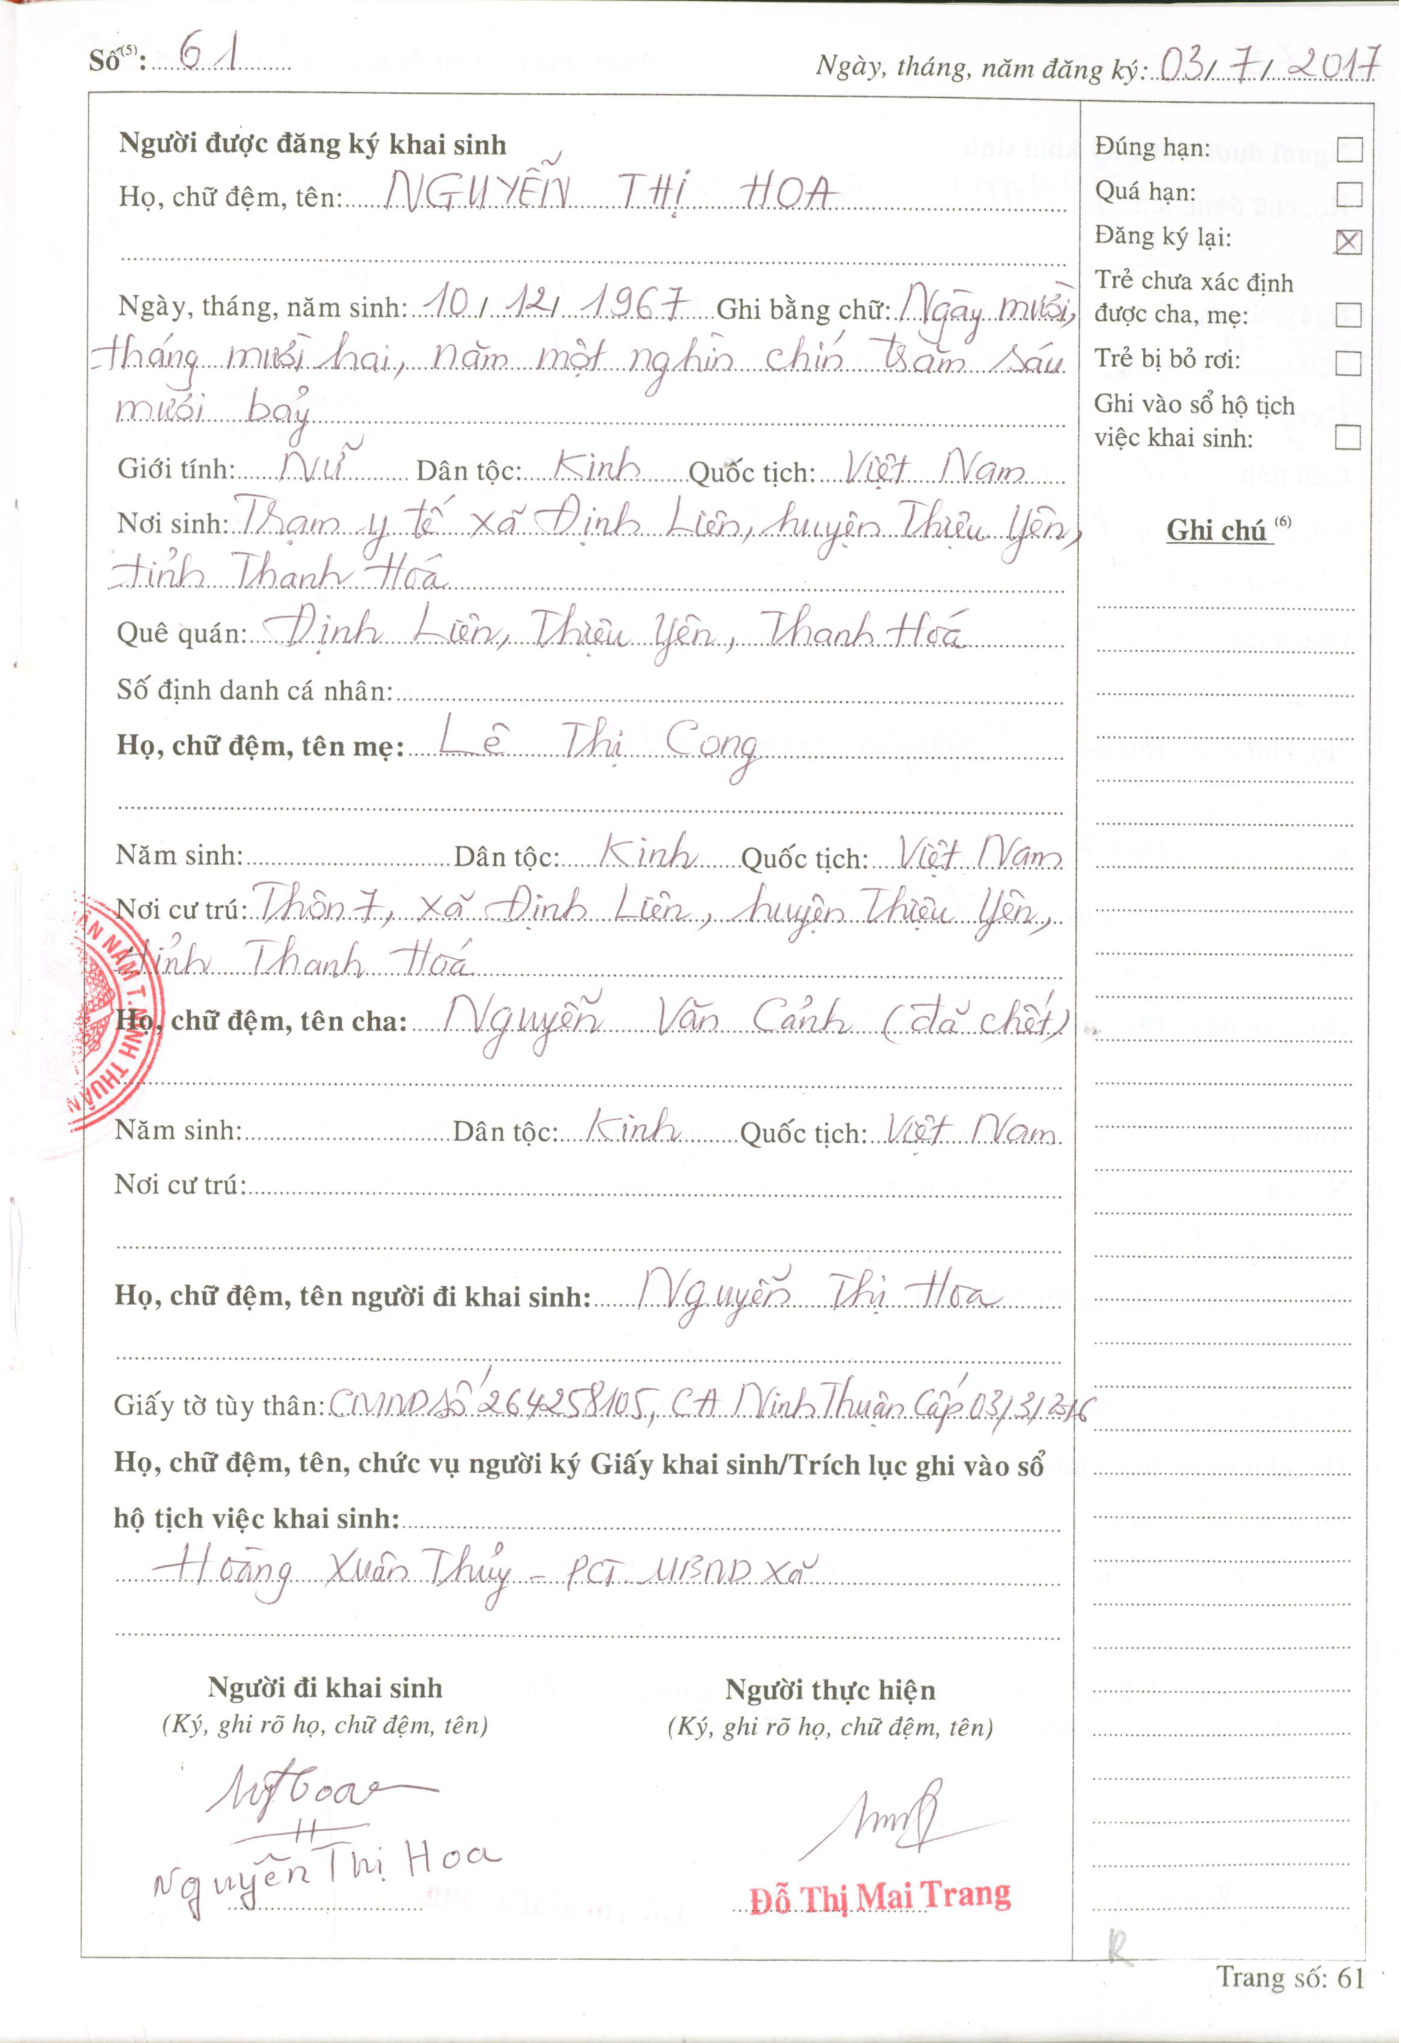 Số(5): 61
Ngày, tháng, năm đăng ký: 03/7/2017
Người được đăng ký khai sinh
Họ, chữ đệm, tên: NGUYỄN THỊ HOA
Ngày, tháng, năm sinh: 10/12/1967 Ghi bằng chữ: Ngày mười,
tháng mười hai, năm một nghìn chín trăm sáu
mươi bảy
Giới tính: Nữ Dân tộc: Kinh Quốc tịch: Việt Nam
Nơi sinh: Trạm y tế xã Định Liên, huyện Thiệu Yên,
tỉnh Thanh Hoá
Quê quán: Định Liên, Thiệu Yên, Thanh Hoá
Số định danh cá nhân:
Họ, chữ đệm, tên mẹ: Lê Thị Cong
Năm sinh: Dân tộc: Kinh Quốc tịch: Việt Nam
Nơi cư trú: Thôn 7, xã Định Liên, huyện Thiệu Yên,
tỉnh Thanh Hoá
Họ, chữ đệm, tên cha: Nguyễn Văn Cảnh (đã chết)
Năm sinh: Dân tộc: Kinh Quốc tịch: Việt Nam
Nơi cư trú:
Họ, chữ đệm, tên người đi khai sinh: Nguyễn Thị Hoa
Giấy tờ tùy thân: CMND số 264258105, CA Ninh Thuận cấp 03/3/2016
Họ, chữ đệm, tên, chức vụ người ký Giấy khai sinh/Trích lục ghi vào sổ
hộ tịch việc khai sinh:
Hoàng Xuân Thủy - PCT. UBND xã
Người đi khai sinh
(Ký, ghi rõ họ, chữ đệm, tên)
Nguyễn Thị Hoa
Người thực hiện
(Ký, ghi rõ họ, chữ đệm, tên)
Đỗ Thị Mai Trang
Đúng hạn:
Quá hạn:
Đăng ký lại:
Trẻ chưa xác định
được cha, mẹ:
Trẻ bị bỏ rơi:
Ghi vào sổ hộ tịch
việc khai sinh:
Ghi chú (6)
NAM T. NINH THUẬN
R
Trang số: 61